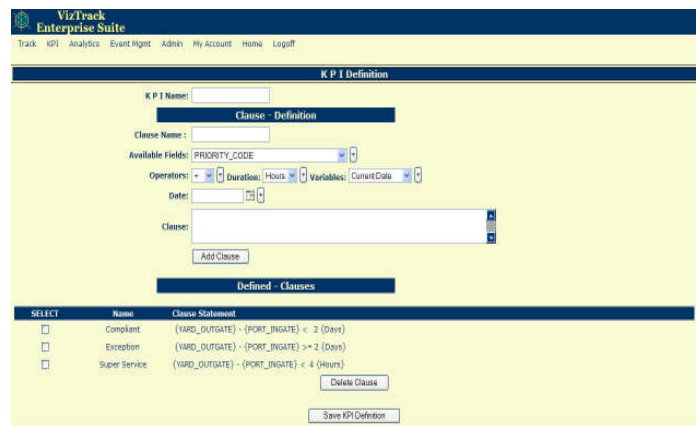 VizTrack
Enterprise Suite
Track KPI Analytics Event Mgmt Admin My Account Home Logoff
K P I Definition
K P I Name:
Clause - Definition
Clause Name :
Available Fields: PRIORITY_CODE +
Operators: + + Duration: Hours + Variables: CurrentDate +
Date: +
Clause:
Add Clause
Defined - Clauses
SELECT Name Clause Statement
Compliant {YARD_OUTGATE} - {PORT_INGATE} < 2 {Days}
Exception {YARD_OUTGATE} - {PORT_INGATE} >= 2 {Days}
Super Service {YARD_OUTGATE} - {PORT_INGATE} < 4 {Hours}
Delete Clause
Save KPI Definition